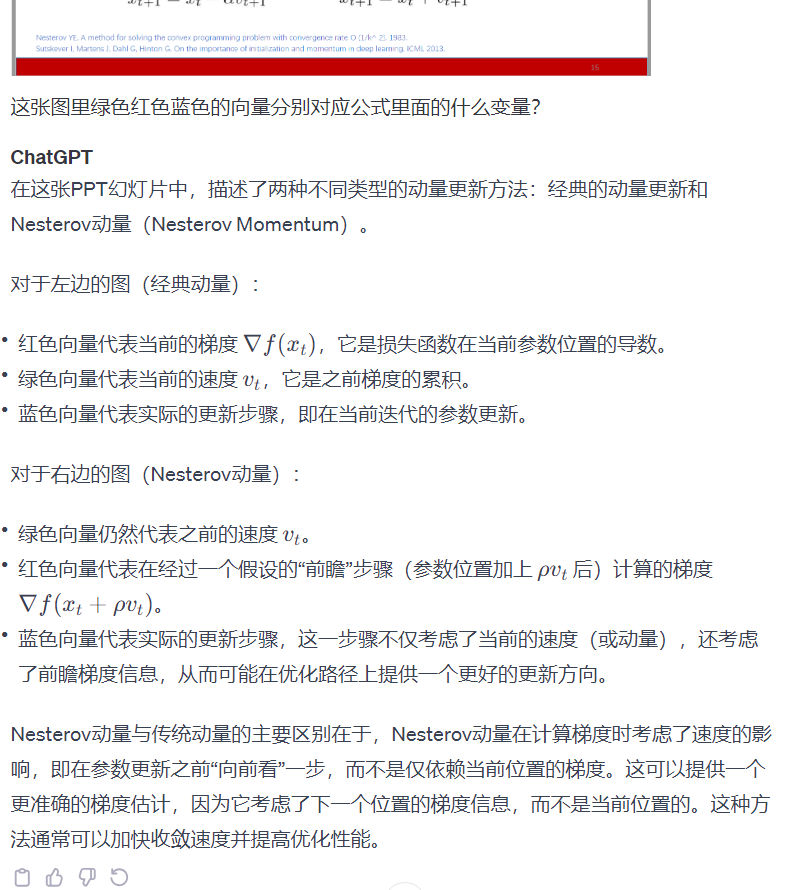 Nesterov YE. A method for solving the convex programming problem with convergence rate O (1/k^ 2). 1983.
Sutskever I, Martens J, Dahl G, Hinton G. On the importance of initialization and momentum in deep learning. ICML 2013.
15
这张图里绿色红色蓝色的向量分别对应公式里面的什么变量?
ChatGPT
在这张PPT幻灯片中，描述了两种不同类型的动量更新方法：经典的动量更新和
Nesterov动量（Nesterov Momentum）。
对于左边的图（经典动量）：
• 红色向量代表当前的梯度 ∇f(xₜ)，它是损失函数在当前参数位置的导数。
• 绿色向量代表当前的速度 vₜ，它是之前梯度的累积。
• 蓝色向量代表实际的更新步骤，即在当前迭代的参数更新。
对于右边的图（Nesterov动量）：
• 绿色向量仍然代表之前的速度 vₜ。
• 红色向量代表在经过一个假设的“前瞻”步骤（参数位置加上 ρvₜ 后）计算的梯度
∇f(xₜ + ρvₜ)。
• 蓝色向量代表实际的更新步骤，这一步骤不仅考虑了当前的速度（或动量），还考虑
了前瞻梯度信息，从而可能在优化路径上提供一个更好的更新方向。
Nesterov动量与传统动量的主要区别在于，Nesterov动量在计算梯度时考虑了速度的影
响，即在参数更新之前“向前看”一步，而不是仅依赖当前位置的梯度。这可以提供一个
更准确的梯度估计，因为它考虑了下一个位置的梯度信息，而不是当前位置的。这种方
法通常可以加快收敛速度并提高优化性能。